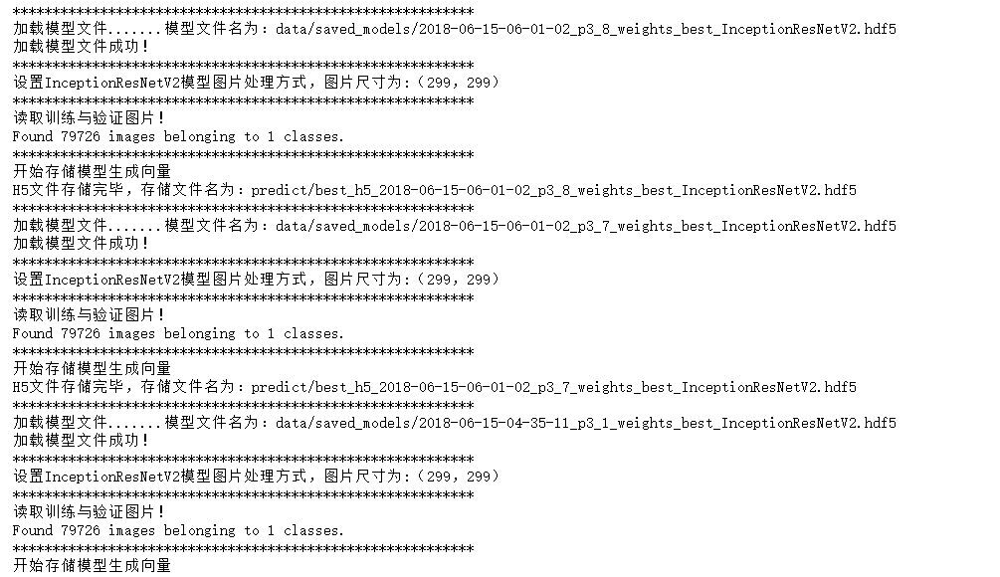 **********************************************************
加载模型文件.......模型文件名为：data/saved_models/2018-06-15-06-01-02_p3_8_weights_best_InceptionResNetV2.hdf5
加载模型文件成功！
**********************************************************
设置InceptionResNetV2模型图片处理方式，图片尺寸为:（299，299）
**********************************************************
读取训练与验证图片！
Found 79726 images belonging to 1 classes.
**********************************************************
开始存储模型生成向量
H5文件存储完毕，存储文件名为：predict/best_h5_2018-06-15-06-01-02_p3_8_weights_best_InceptionResNetV2.hdf5
**********************************************************
加载模型文件.......模型文件名为：data/saved_models/2018-06-15-06-01-02_p3_7_weights_best_InceptionResNetV2.hdf5
加载模型文件成功！
**********************************************************
设置InceptionResNetV2模型图片处理方式，图片尺寸为:（299，299）
**********************************************************
读取训练与验证图片！
Found 79726 images belonging to 1 classes.
**********************************************************
开始存储模型生成向量
H5文件存储完毕，存储文件名为：predict/best_h5_2018-06-15-06-01-02_p3_7_weights_best_InceptionResNetV2.hdf5
**********************************************************
加载模型文件.......模型文件名为：data/saved_models/2018-06-15-04-35-11_p3_1_weights_best_InceptionResNetV2.hdf5
加载模型文件成功！
**********************************************************
设置InceptionResNetV2模型图片处理方式，图片尺寸为:（299，299）
**********************************************************
读取训练与验证图片！
Found 79726 images belonging to 1 classes.
**********************************************************
开始存储模型生成向量